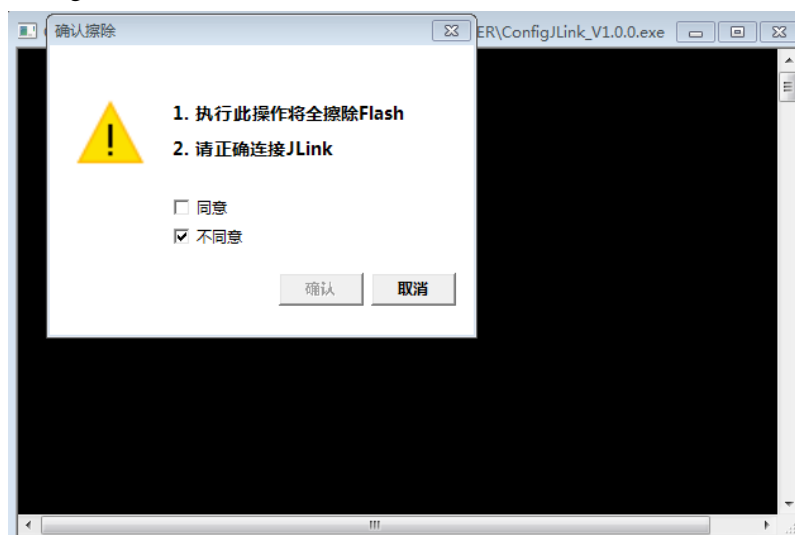 确认擦除
ER\ConfigJLink_V1.0.0.exe
1. 执行此操作将全擦除Flash
2. 请正确连接JLink
同意
不同意
确认
取消